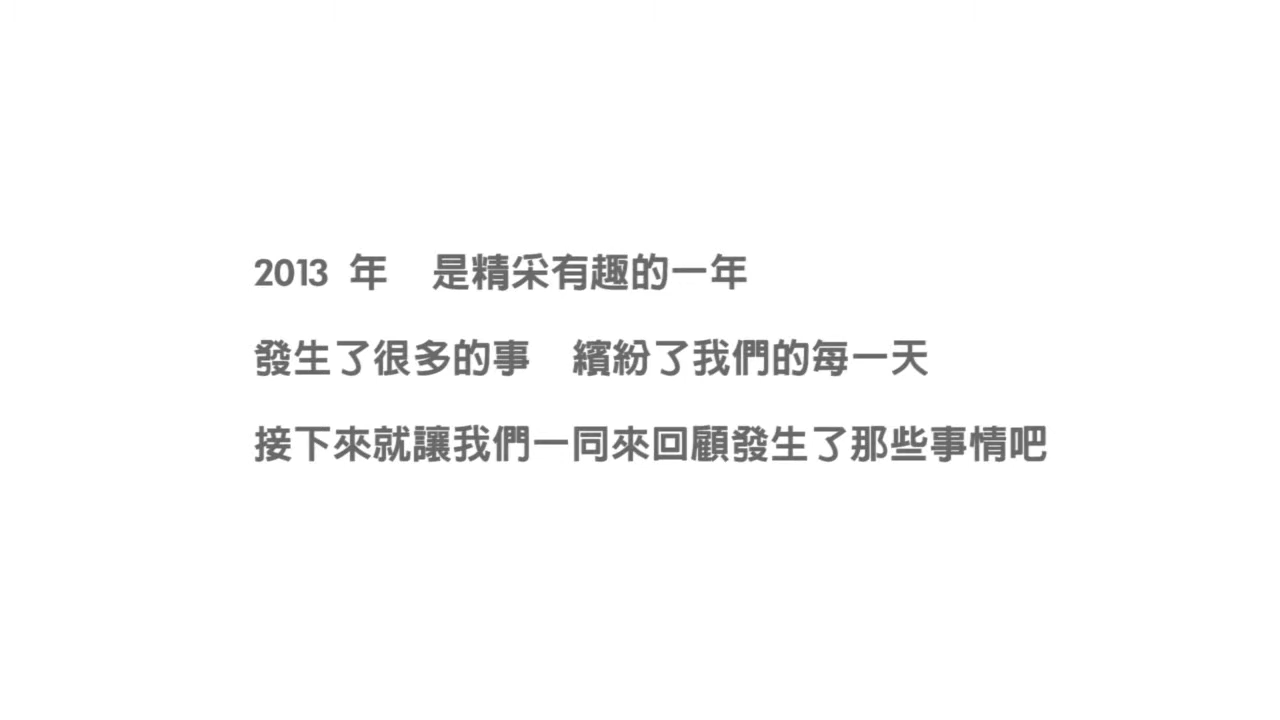 2013 年　是精采有趣的一年
發生了很多的事　繽紛了我們的每一天
接下來就讓我們一同來回顧發生了那些事情吧